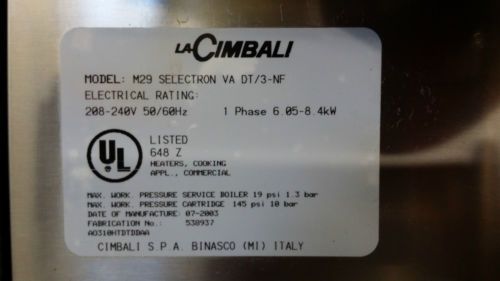 LA CIMBALI
MODEL: M29 SELECTRON VA DT/3-NF
ELECTRICAL RATING:
208-240V 50/60Hz 1 Phase 6.05-8.4kW
UL
LISTED
648 Z
HEATERS, COOKING
APPL., COMMERCIAL
MAX. WORK. PRESSURE SERVICE BOILER 19 psi 1.3 bar
MAX. WORK. PRESSURE CARTRIDGE 145 psi 10 bar
DATE OF MANUFACTURE: 07-2003
FABRICATION No.: 538937
AO310HTDTDDAA
CIMBALI S.P.A. BINASCO (MI) ITALY